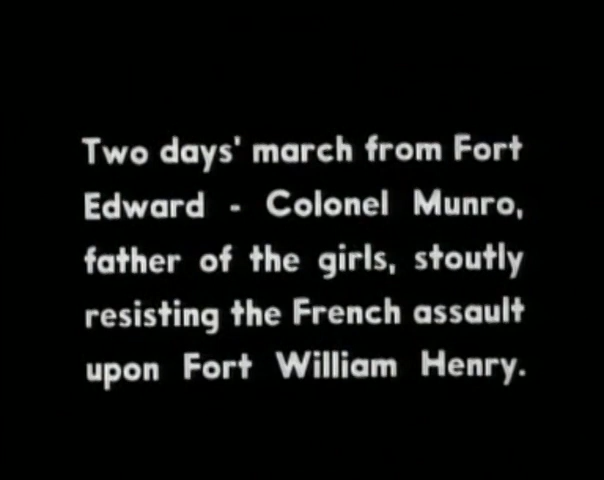 Two days' march from Fort
Edward - Colonel Munro,
father of the girls, stoutly
resisting the French assault
upon Fort William Henry.